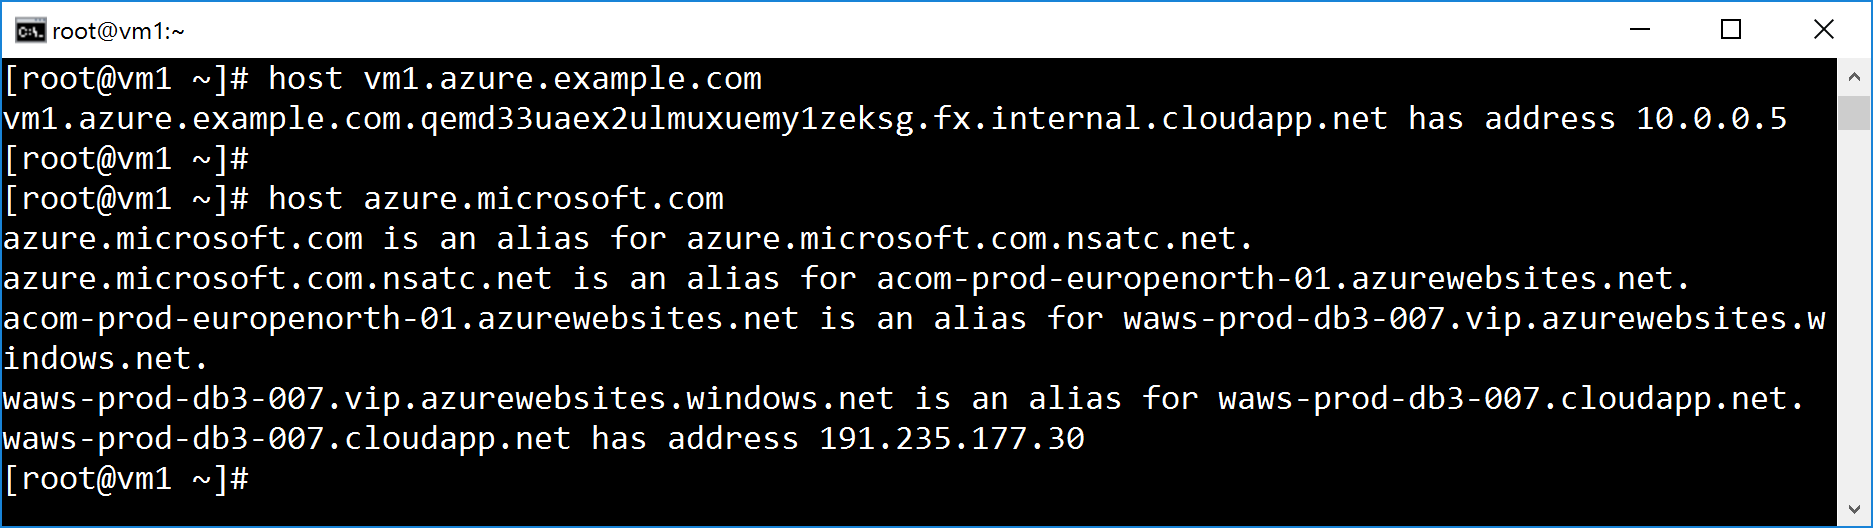 root@vm1:~
[root@vm1 ~]# host vm1.azure.example.com
vm1.azure.example.com.qemd33uaex2ulmuxuemy1zeksg.fx.internal.cloudapp.net has address 10.0.0.5
[root@vm1 ~]#
[root@vm1 ~]# host azure.microsoft.com
azure.microsoft.com is an alias for azure.microsoft.com.nsatc.net.
azure.microsoft.com.nsatc.net is an alias for acom-prod-europenorth-01.azurewebsites.net.
acom-prod-europenorth-01.azurewebsites.net is an alias for waws-prod-db3-007.vip.azurewebsites.w
indows.net.
waws-prod-db3-007.vip.azurewebsites.windows.net is an alias for waws-prod-db3-007.cloudapp.net.
waws-prod-db3-007.cloudapp.net has address 191.235.177.30
[root@vm1 ~]#